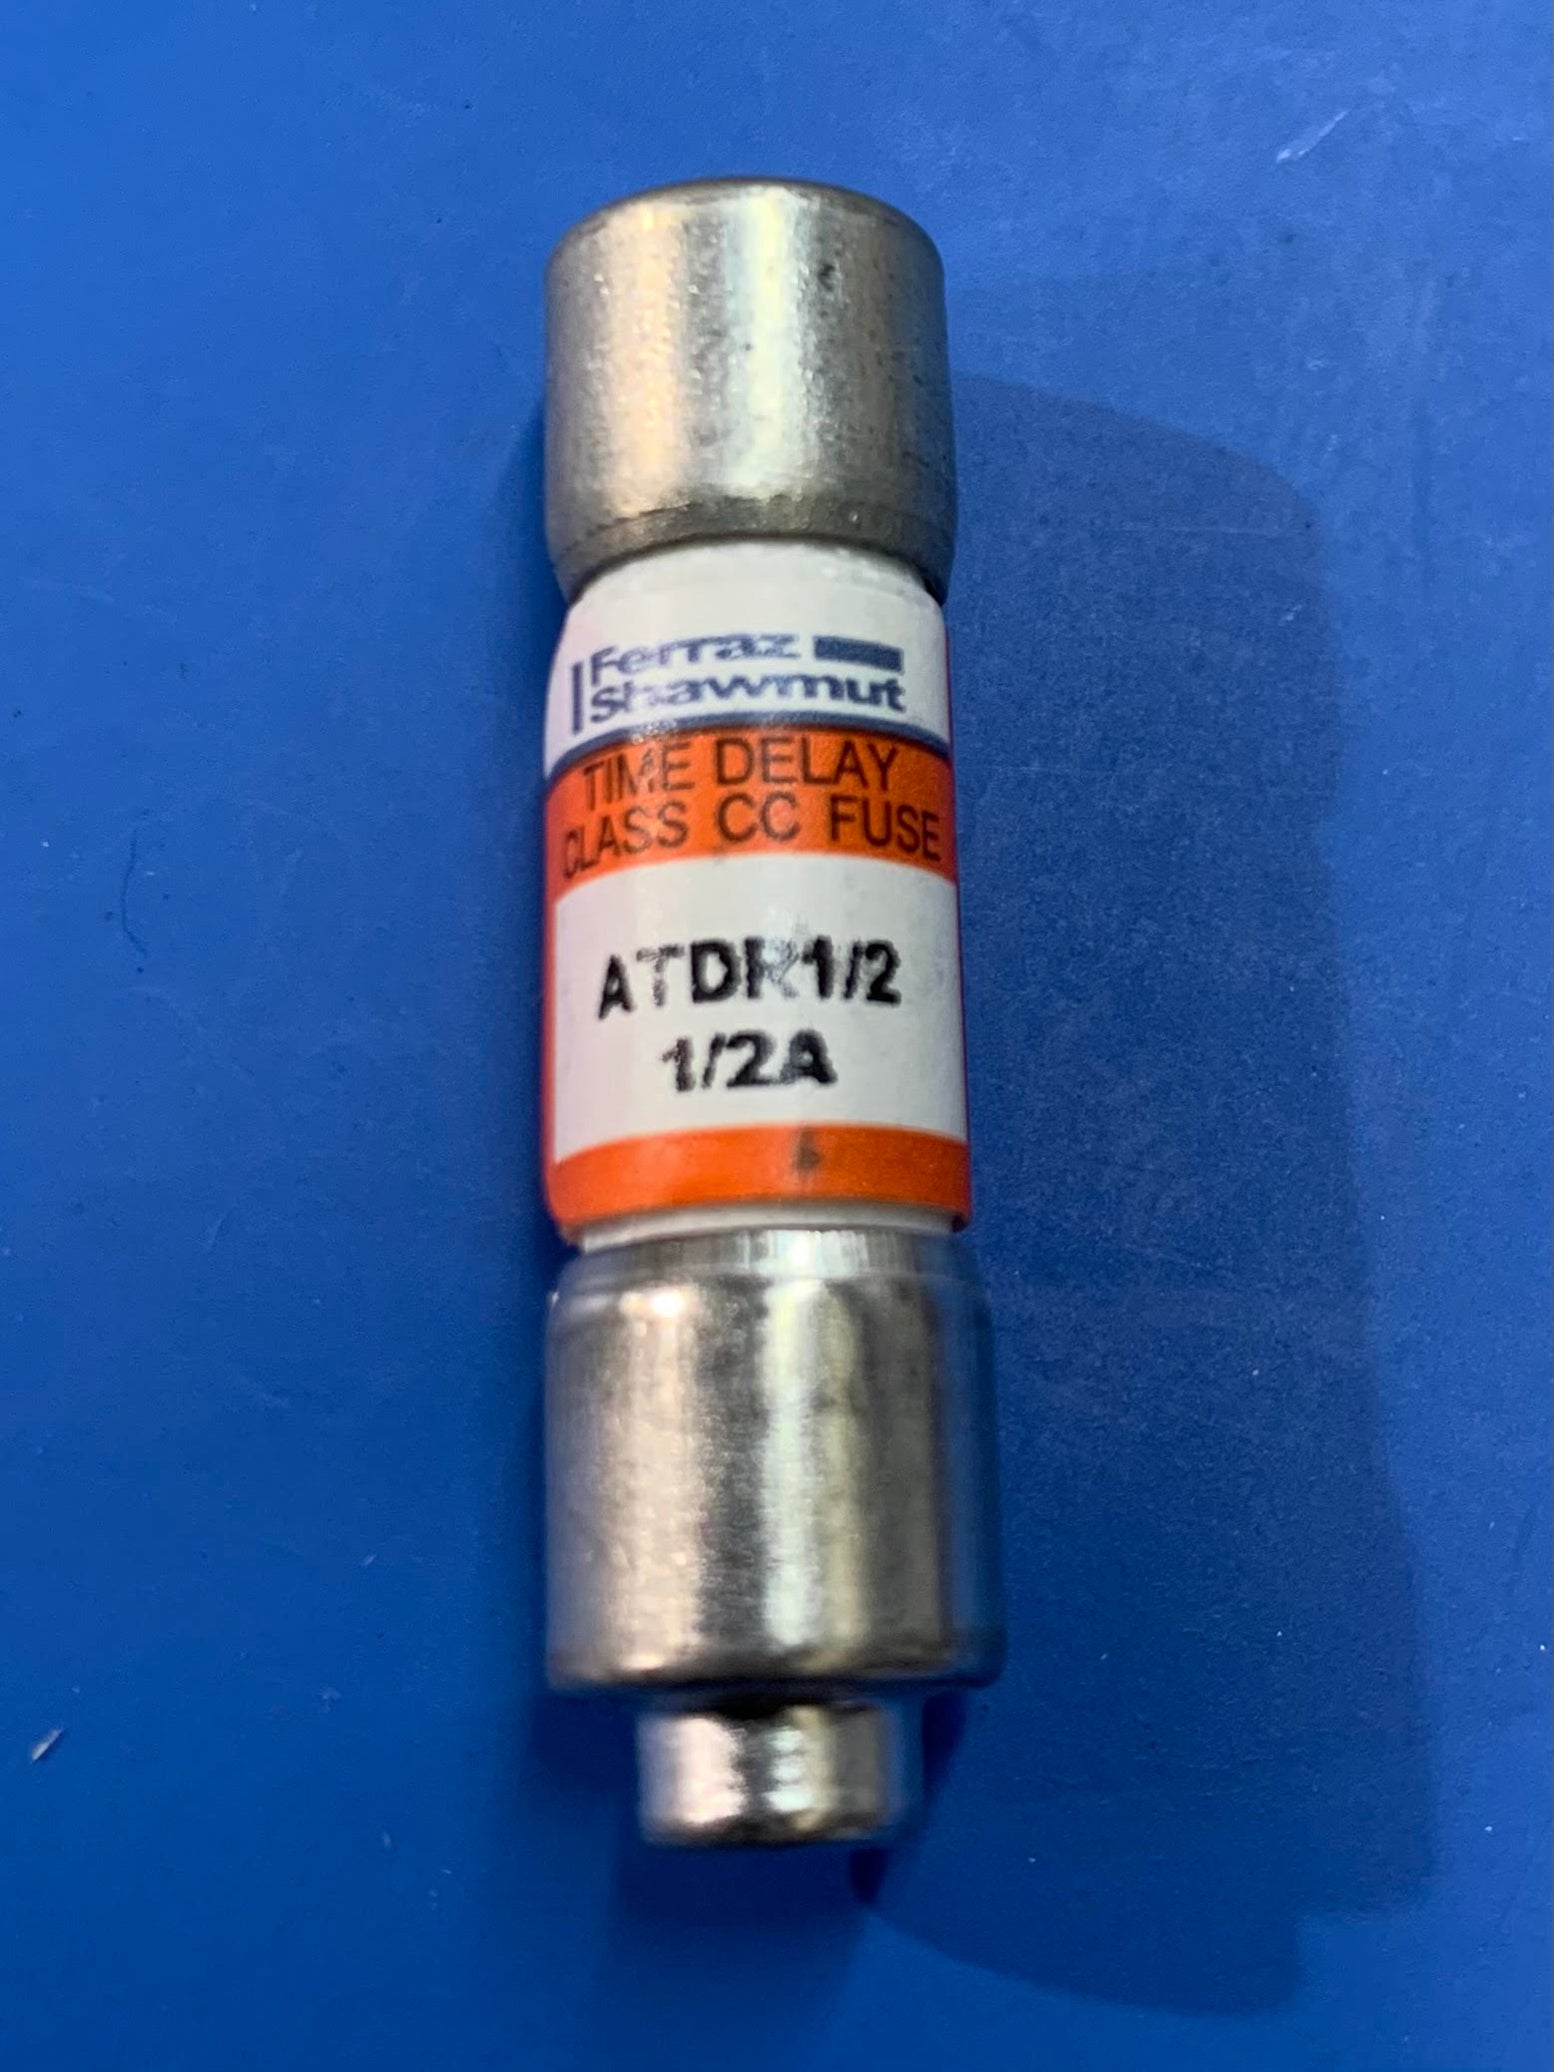 Ferraz
Shawmut
TIME DELAY
CLASS CC FUSE
ATDR1/2
1/2A